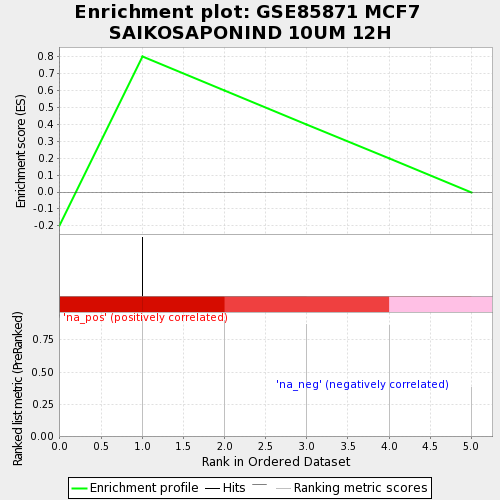 Enrichment plot: GSE85871 MCF7
SAIKOSAPONIND 10UM 12H
Enrichment score (ES)
0.8
0.7
0.6
0.5
0.4
0.3
0.2
0.1
0.0
-0.1
-0.2
'na_pos' (positively correlated)
'na_neg' (negatively correlated)
Ranked list metric (PreRanked)
0.75
0.50
0.25
0.00
0.0 0.5 1.0 1.5 2.0 2.5 3.0 3.5 4.0 4.5 5.0
Rank in Ordered Dataset
Enrichment profile Hits Ranking metric scores